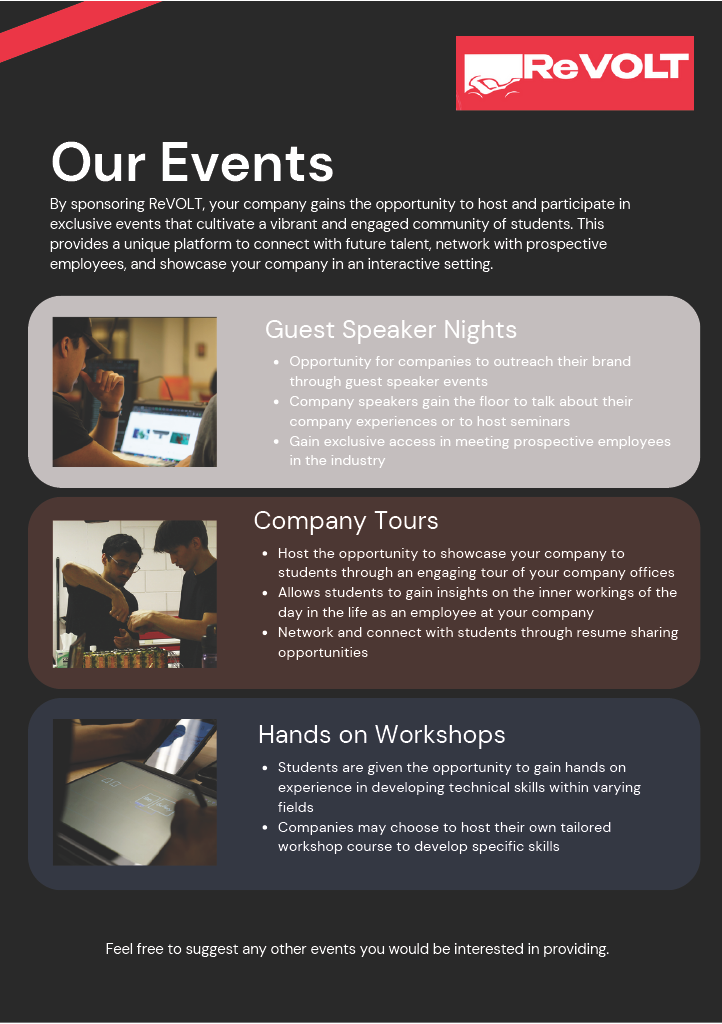 ReVOLT
Our Events
By sponsoring ReVOLT, your company gains the opportunity to host and participate in
exclusive events that cultivate a vibrant and engaged community of students. This
provides a unique platform to connect with future talent, network with prospective
employees, and showcase your company in an interactive setting.
Guest Speaker Nights
• Opportunity for companies to outreach their brand
through guest speaker events
• Company speakers gain the floor to talk about their
company experiences or to host seminars
• Gain exclusive access in meeting prospective employees
in the industry
Company Tours
• Host the opportunity to showcase your company to
students through an engaging tour of your company offices
• Allows students to gain insights on the inner workings of the
day in the life as an employee at your company
• Network and connect with students through resume sharing
opportunities
Hands on Workshops
• Students are given the opportunity to gain hands on
experience in developing technical skills within varying
fields
• Companies may choose to host their own tailored
workshop course to develop specific skills
Feel free to suggest any other events you would be interested in providing.